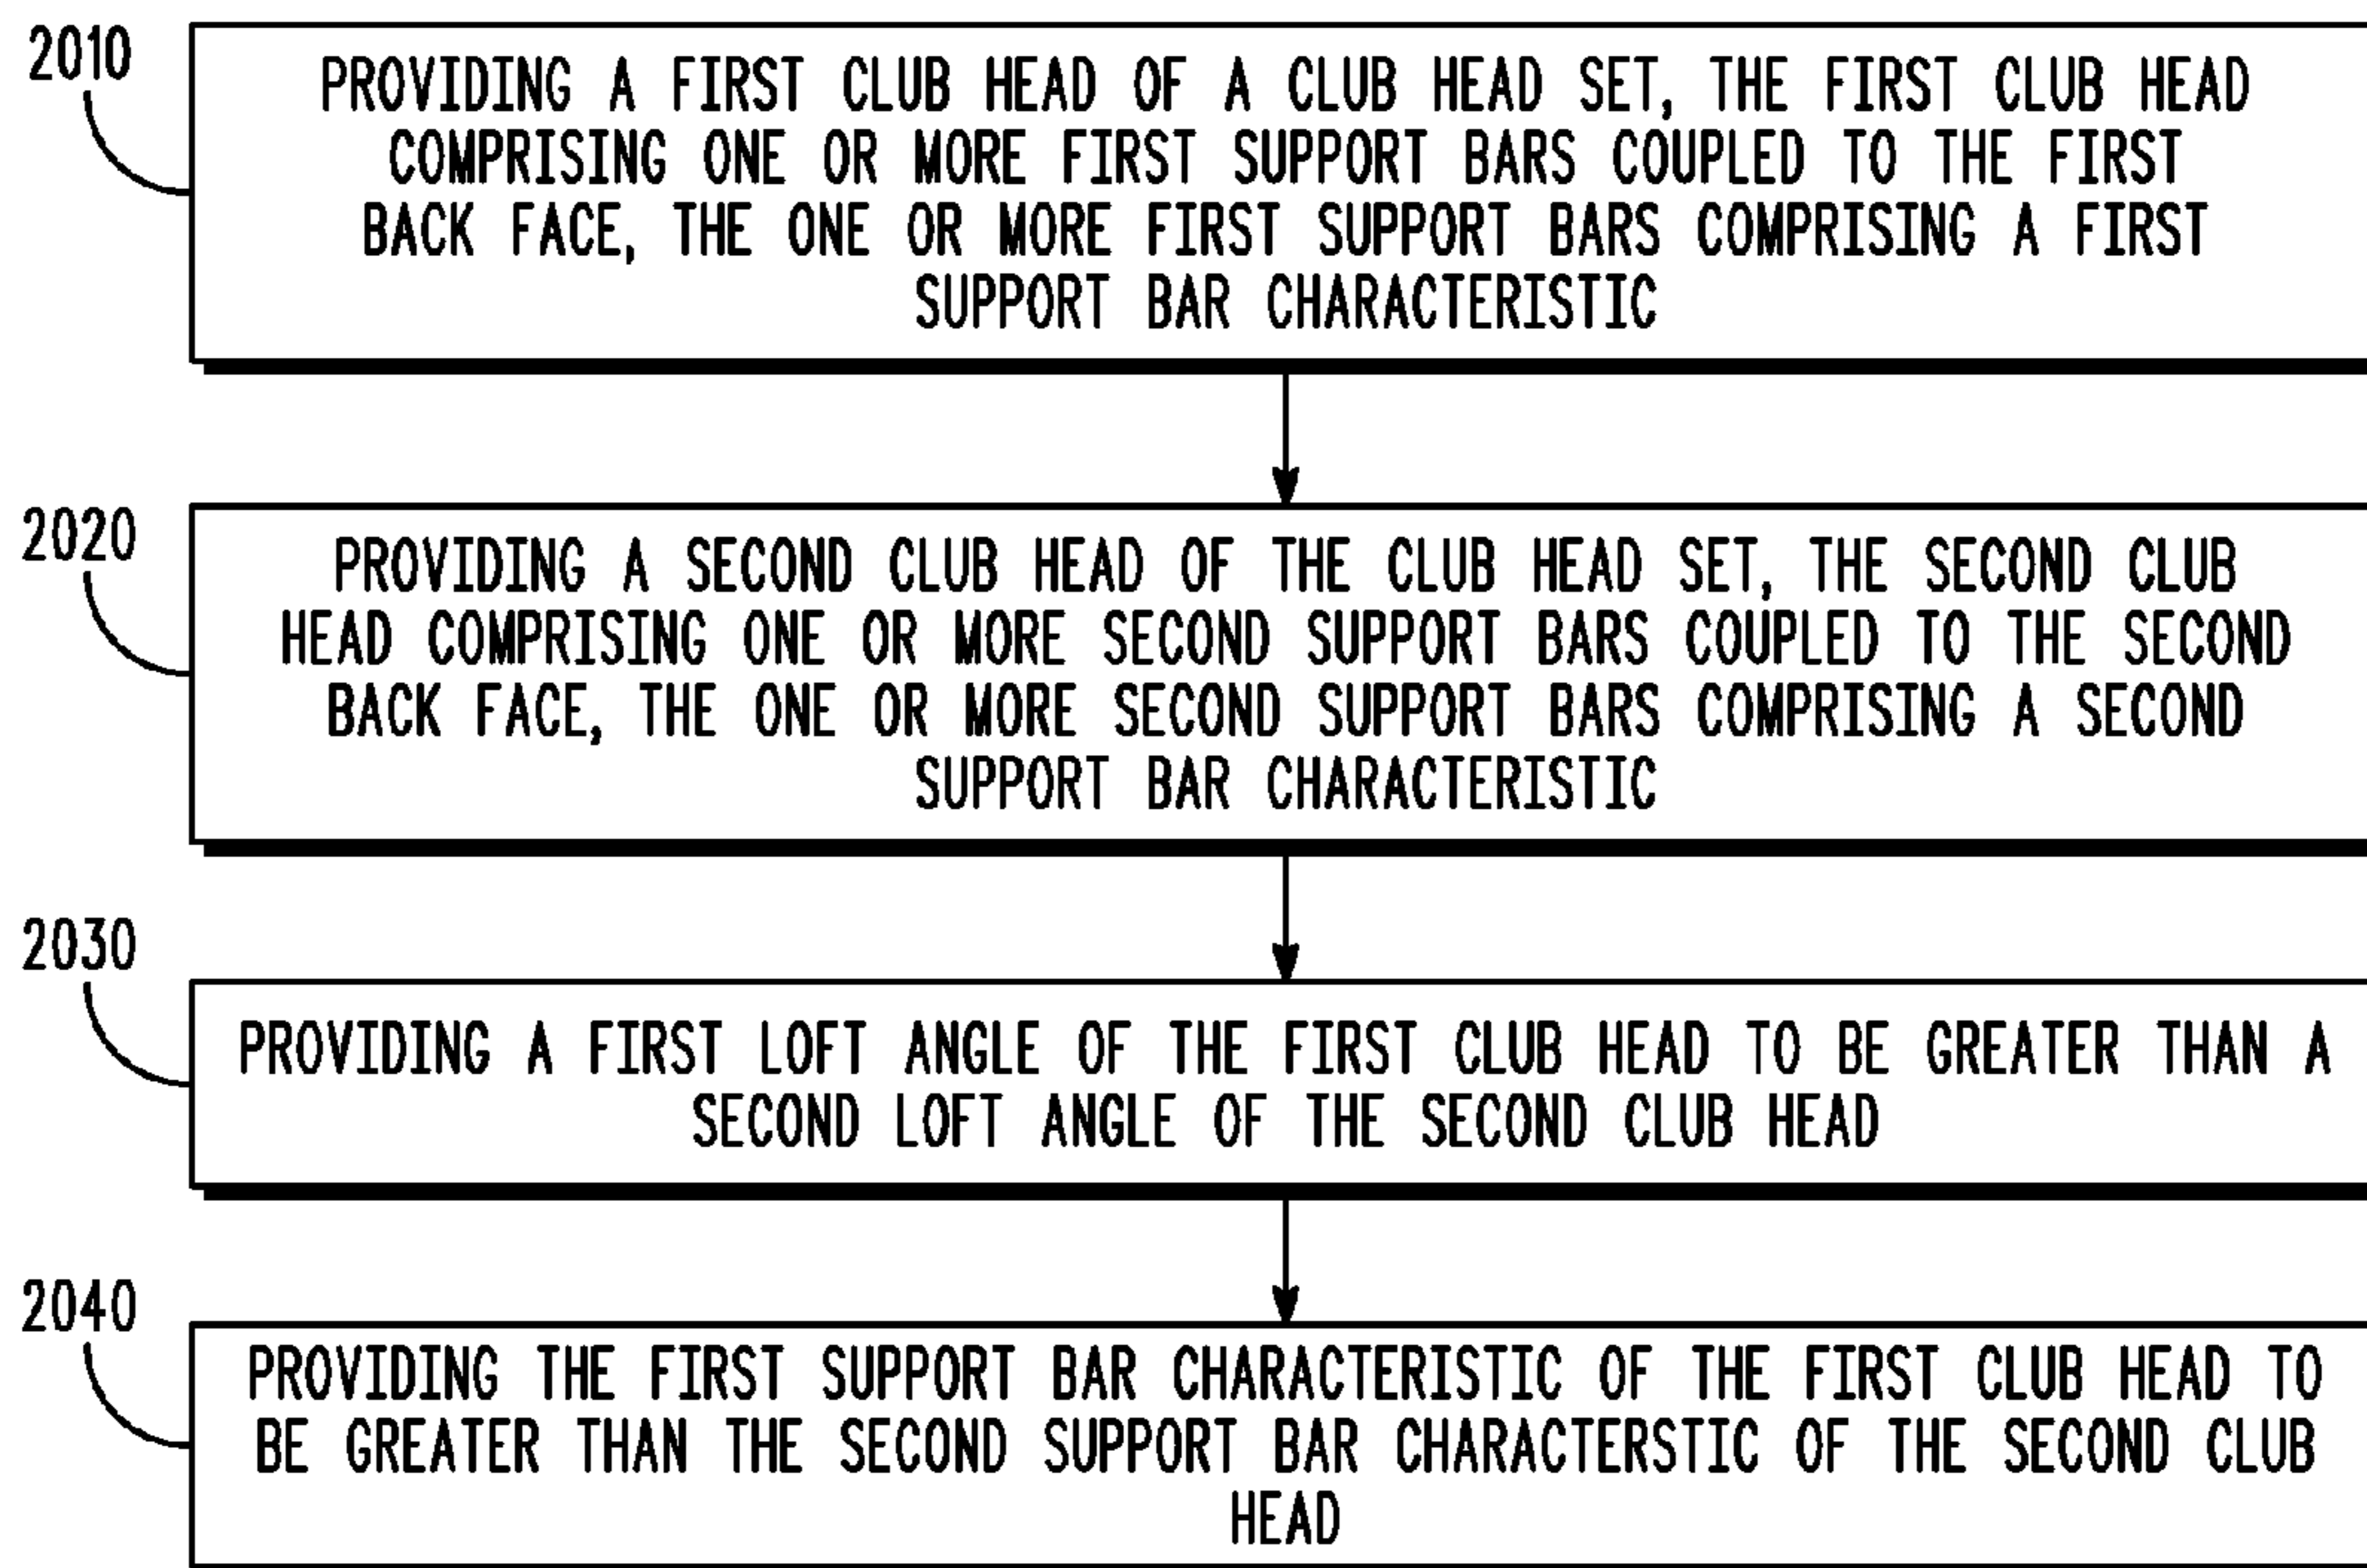 2010
PROVIDING A FIRST CLUB HEAD OF A CLUB HEAD SET, THE FIRST CLUB HEAD
COMPRISING ONE OR MORE FIRST SUPPORT BARS COUPLED TO THE FIRST
BACK FACE, THE ONE OR MORE FIRST SUPPORT BARS COMPRISING A FIRST
SUPPORT BAR CHARACTERISTIC
2020
PROVIDING A SECOND CLUB HEAD OF THE CLUB HEAD SET, THE SECOND CLUB
HEAD COMPRISING ONE OR MORE SECOND SUPPORT BARS COUPLED TO THE SECOND
BACK FACE, THE ONE OR MORE SECOND SUPPORT BARS COMPRISING A SECOND
SUPPORT BAR CHARACTERISTIC
2030
PROVIDING A FIRST LOFT ANGLE OF THE FIRST CLUB HEAD TO BE GREATER THAN A
SECOND LOFT ANGLE OF THE SECOND CLUB HEAD
2040
PROVIDING THE FIRST SUPPORT BAR CHARACTERISTIC OF THE FIRST CLUB HEAD TO
BE GREATER THAN THE SECOND SUPPORT BAR CHARACTERSTIC OF THE SECOND CLUB
HEAD